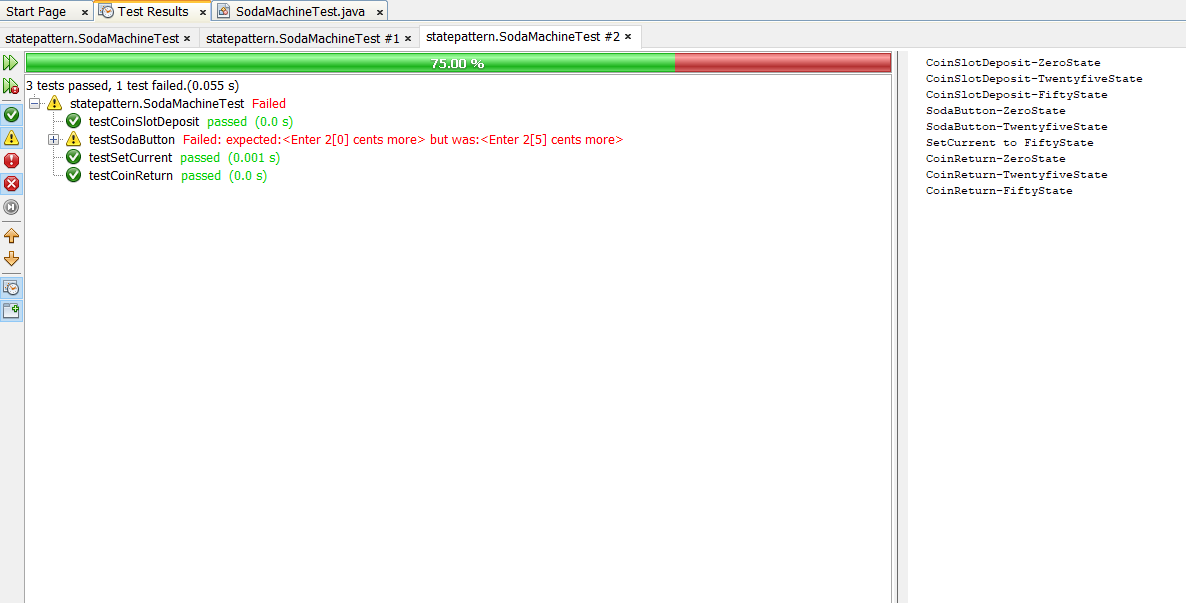 Start Page × Test Results × SodaMachineTest.java ×
statepattern.SodaMachineTest × statepattern.SodaMachineTest #1 × statepattern.SodaMachineTest #2 ×
75.00 %
3 tests passed, 1 test failed.(0.055 s)
statepattern.SodaMachineTest Failed
testCoinSlotDeposit passed (0.0 s)
testSodaButton Failed: expected:<Enter 2[0] cents more> but was:<Enter 2[5] cents more>
testSetCurrent passed (0.001 s)
testCoinReturn passed (0.0 s)
CoinSlotDeposit-ZeroState
CoinSlotDeposit-TwentyfiveState
CoinSlotDeposit-FiftyState
SodaButton-ZeroState
SodaButton-TwentyfiveState
SetCurrent to FiftyState
CoinReturn-ZeroState
CoinReturn-TwentyfiveState
CoinReturn-FiftyState